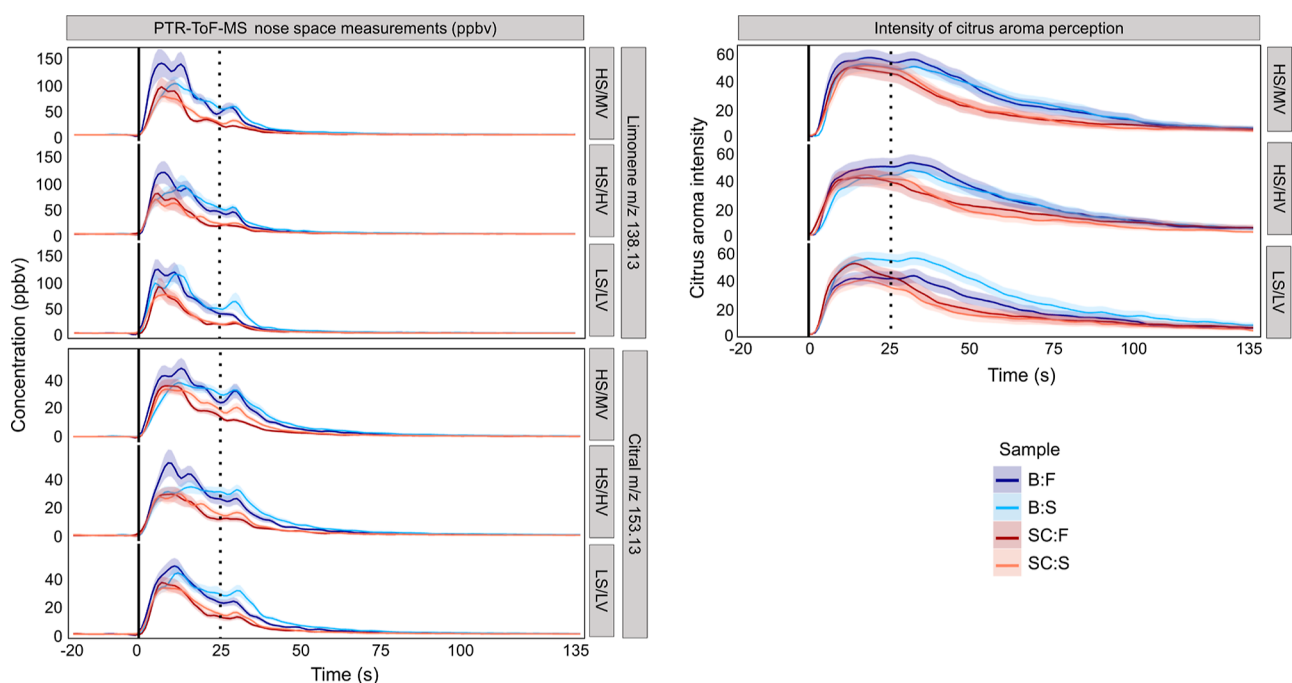 PTR-ToF-MS nose space measurements (ppbv)
Concentration (ppbv)
150
100
50
0
HS/MV
150
100
50
0
HS/HV
150
100
50
0
LS/LV
Limonene m/z 138.13
40
20
0
HS/MV
40
20
0
HS/HV
40
20
0
LS/LV
Citral m/z 153.13
-20 0 25 50 100 135
Time (s)
Intensity of citrus aroma perception
Citrus aroma intensity
60
40
20
0
HS/MV
60
40
20
0
HS/HV
60
40
20
0
LS/LV
-20 0 25 50 75 100 135
Time (s)
Sample
B:F
B:S
SC:F
SC:S